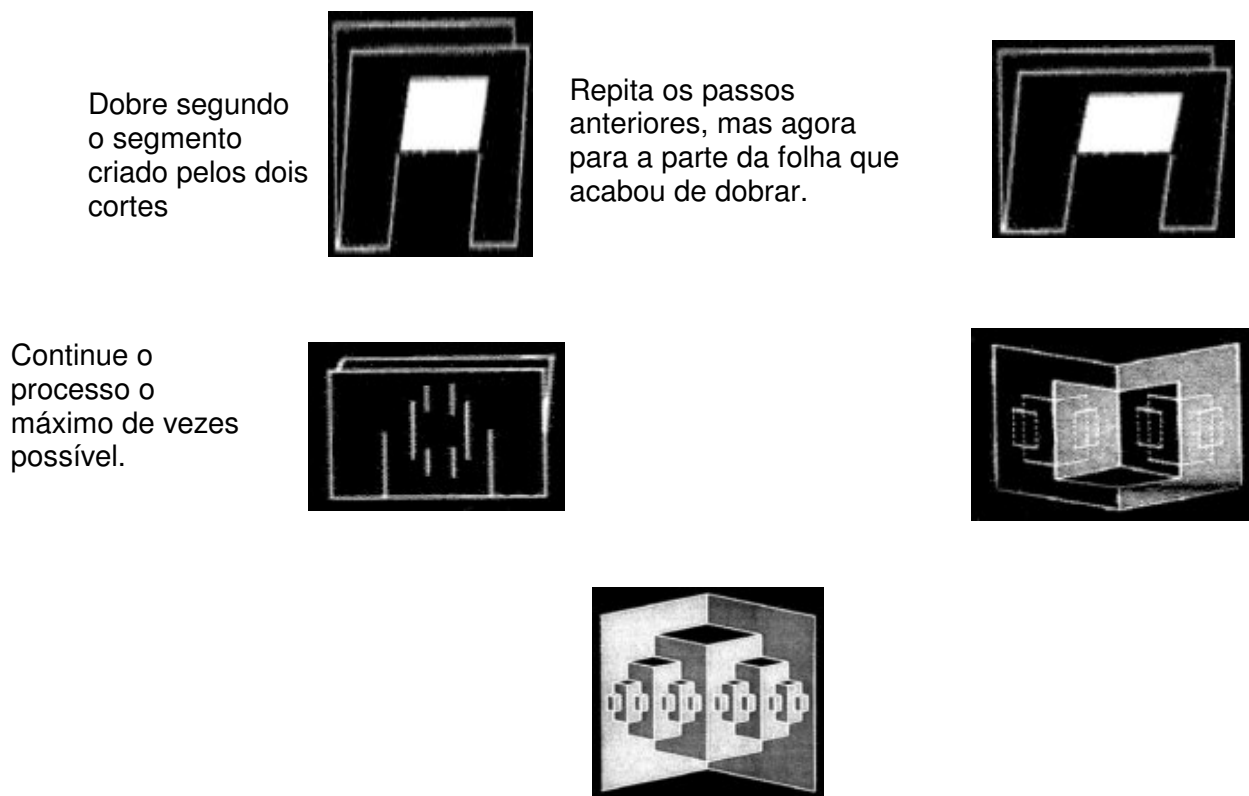 Dobre segundo
o segmento
criado pelos dois
cortes
Repita os passos
anteriores, mas agora
para a parte da folha que
acabou de dobrar.
Continue o
processo o
máximo de vezes
possível.